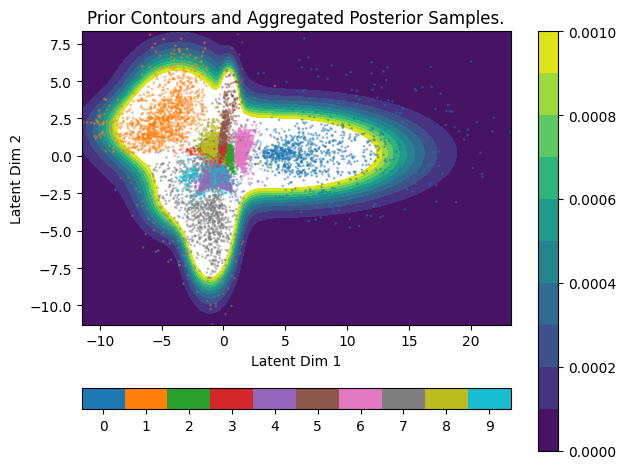 Prior Contours and Aggregated Posterior Samples.
7.5
5.0
2.5
0.0
−2.5
−5.0
−7.5
−10.0
Latent Dim 2
−10 −5 0 5 10 15 20
Latent Dim 1
0 1 2 3 4 5 6 7 8 9
0.0010
0.0008
0.0006
0.0004
0.0002
0.0000